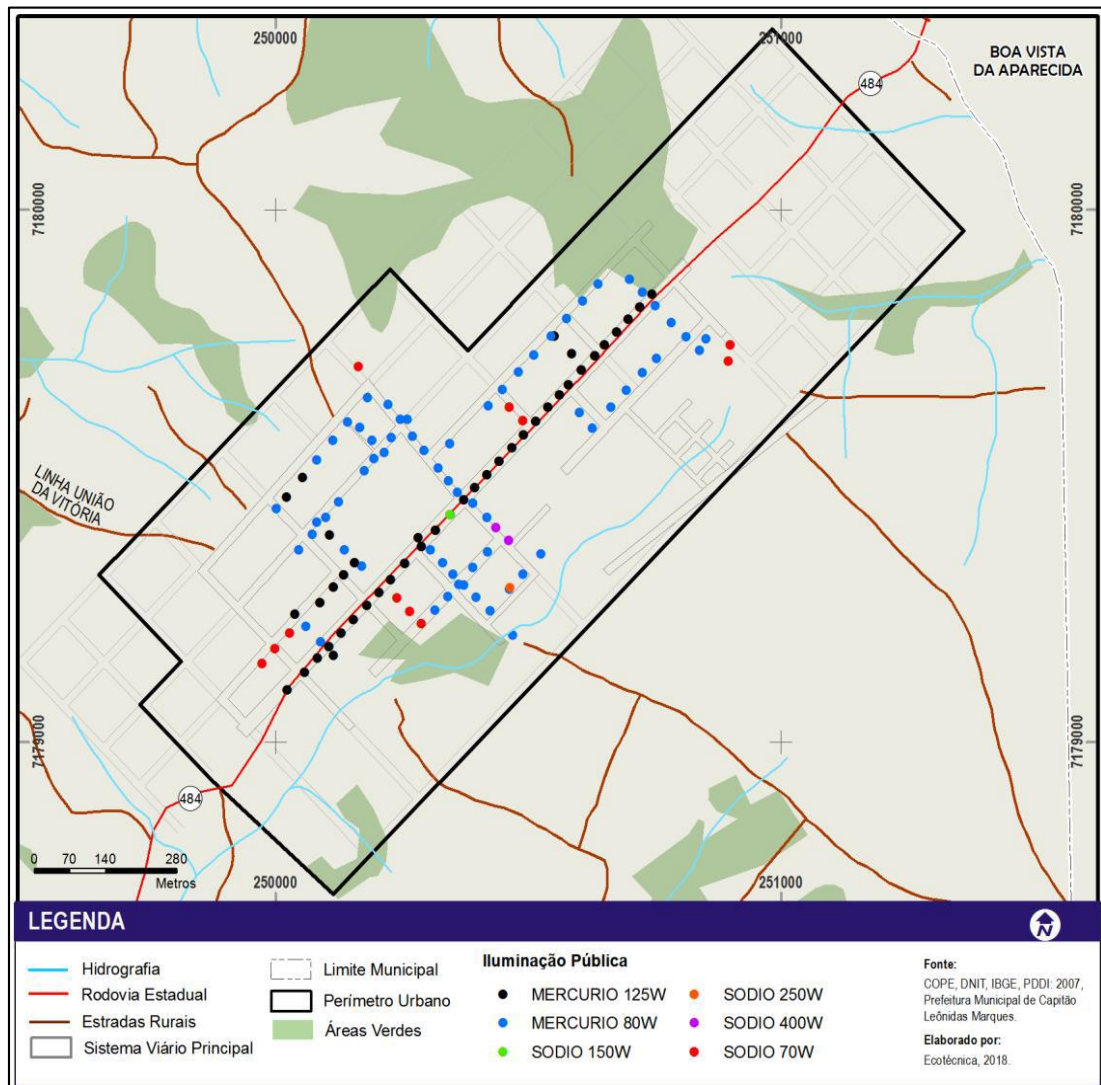 250000
251000
BOA VISTA
DA APARECIDA
484
7180000
7180000
LINHA UNIÃO
DA VITÓRIA
7179000
7179000
484
0 70 140 280
Metros
250000
251000
LEGENDA
N
Hidrografia
Rodovia Estadual
Estradas Rurais
Sistema Viário Principal
Limite Municipal
Perímetro Urbano
Áreas Verdes
Iluminação Pública
MERCURIO 125W
MERCURIO 80W
SODIO 150W
SODIO 250W
SODIO 400W
SODIO 70W
Fonte:
COPE, DNIT, IBGE, PDDI: 2007,
Prefeitura Municipal de Capitão
Leônidas Marques.
Elaborado por:
Ecotécnica, 2018.